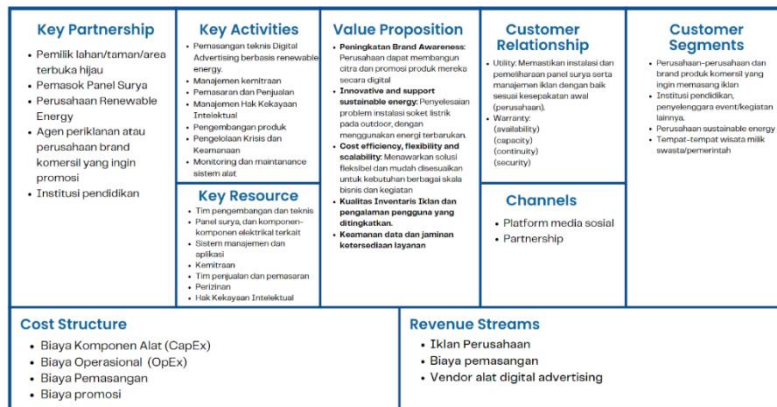 Key Partnership
• Pemilik lahan/taman/area
terbuka hijau
• Pemasok Panel Surya
• Perusahaan Renewable
Energy
• Agen periklanan atau
perusahaan brand
komersil yang ingin
promosi
• Institusi pendidikan
Key Activities
• Pemasangan teknis Digital
Advertising berbasis renewable
energy.
• Manajemen kemitraan
• Pemasaran dan Penjualan
• Manajemen Hak Kekayaan
Intelektual
• Pengembangan produk
• Pengelolaan Krisis dan
Keamanaan
• Monitoring dan maintanance
sistem alat
Key Resource
• Tim pengembangan dan teknis
• Panel surya, dan komponen-
komponen elektrikal terkait
• Sistem manajemen dan
aplikasi
• Kemitraan
• Tim penjualan dan pemasaran
• Perizinan
• Hak Kekayaan Intelektual
Value Proposition
• Peningkatan Brand Awareness:
Perusahaan dapat membangun
citra dan promosi produk mereka
secara digital
• Innovative and support
sustainable energy: Penyelesaian
problem instalasi soket listrik
pada outdoor, dengan
menggunakan energi terbarukan.
• Cost efficiency, flexibility and
scalability: Menawarkan solusi
fleksibel dan mudah disesuaikan
untuk kebutuhan berbagai skala
bisnis dan kegiatan
• Kualitas Inventaris Iklan dan
pengalaman pengguna yang
ditingkatkan.
• Keamanan data dan jaminan
ketersediaan layanan
Customer
Relationship
• Utility: Memastikan instalasi dan
pemeliharaan panel surya serta
manajemen iklan dengan baik
sesuai kesepakatan awal
(perusahaan).
• Warranty:
(availability)
(capacity)
(continuity)
(security)
Channels
• Platform media sosial
• Partnership
Customer
Segments
• Perusahaan-perusahaan dan
brand produk komersil yang
ingin memasang iklan
• Institusi pendidikan,
penyelenggara event/kegiatan
lainnya.
• Perusahaan sustainable energy
• Tempat-tempat wisata milik
swasta/pemerintah
Cost Structure
• Biaya Komponen Alat (CapEx)
• Biaya Operasional (OpEx)
• Biaya Pemasangan
• Biaya promosi
Revenue Streams
• Iklan Perusahaan
• Biaya pemasangan
• Vendor alat digital advertising